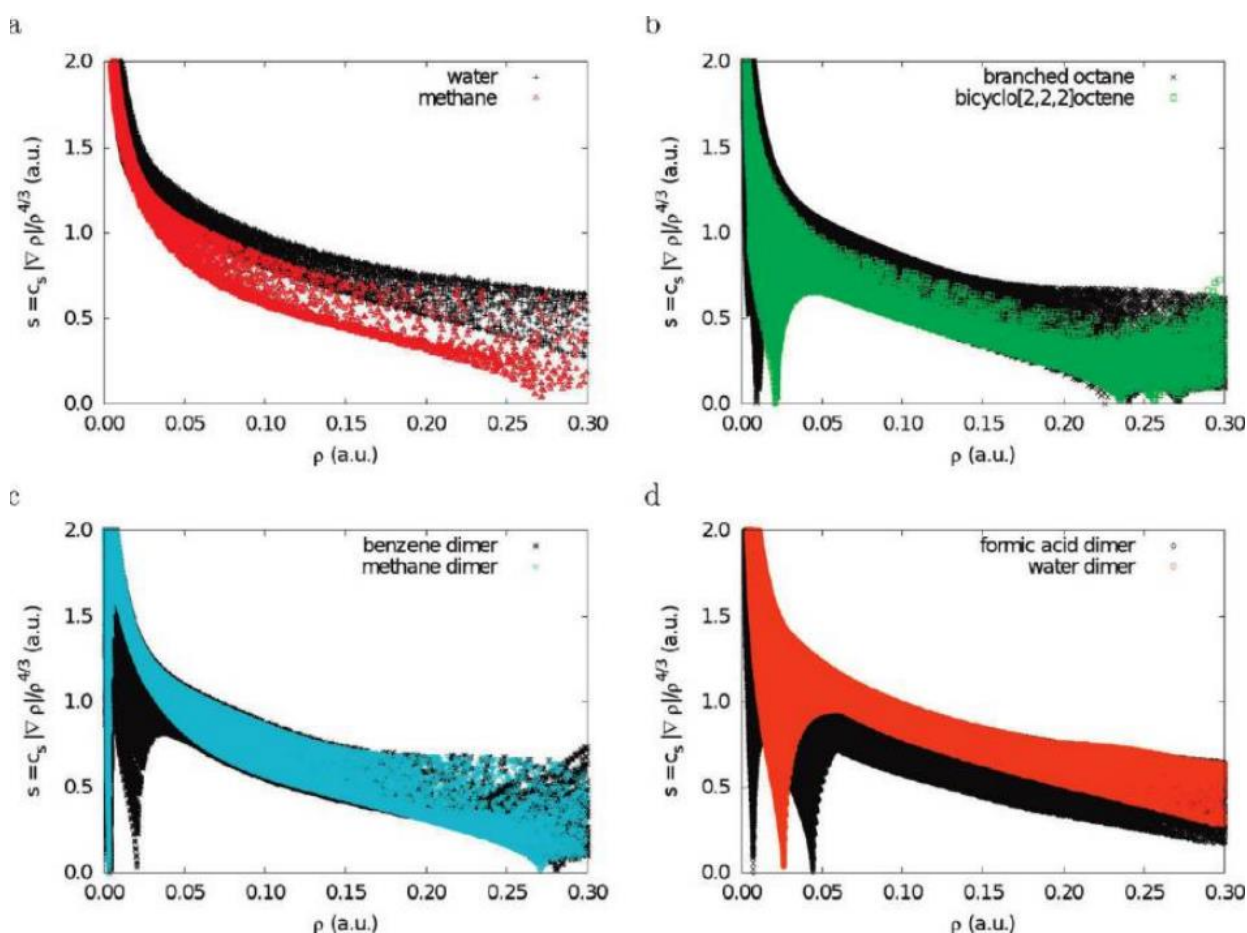 a
2.0
1.5
1.0
0.5
0.0
0.00 0.05 0.10 0.15 0.20 0.25 0.30
s = cₛ |∇ ρ|/ρ^4/3 (a.u.)
ρ (a.u.)
water
methane
b
2.0
1.5
1.0
0.5
0.0
0.00 0.05 0.10 0.15 0.20 0.25 0.30
s = cₛ |∇ ρ|/ρ^4/3 (a.u.)
ρ (a.u.)
branched octane
bicyclo[2,2,2]octene
c
2.0
1.5
1.0
0.5
0.0
0.00 0.05 0.10 0.15 0.20 0.25 0.30
s = cₛ |∇ ρ|/ρ^4/3 (a.u.)
ρ (a.u.)
benzene dimer
methane dimer
d
2.0
1.5
1.0
0.5
0.0
0.00 0.05 0.10 0.15 0.20 0.25 0.30
s = cₛ |∇ ρ|/ρ^4/3 (a.u.)
ρ (a.u.)
formic acid dimer
water dimer